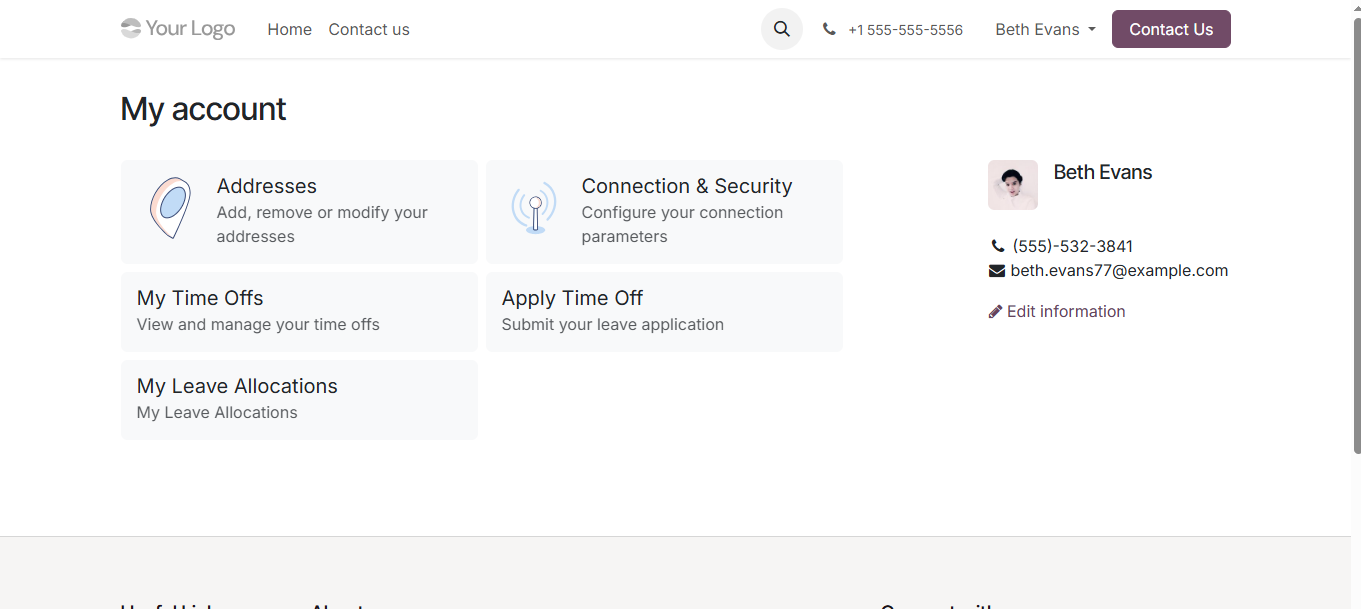 Your Logo
Home
Contact us
+1 555-555-5556
Beth Evans
Contact Us
My account
Addresses
Add, remove or modify your
addresses
Connection & Security
Configure your connection
parameters
My Time Offs
View and manage your time offs
Apply Time Off
Submit your leave application
My Leave Allocations
My Leave Allocations
Beth Evans
(555)-532-3841
beth.evans77@example.com
Edit information